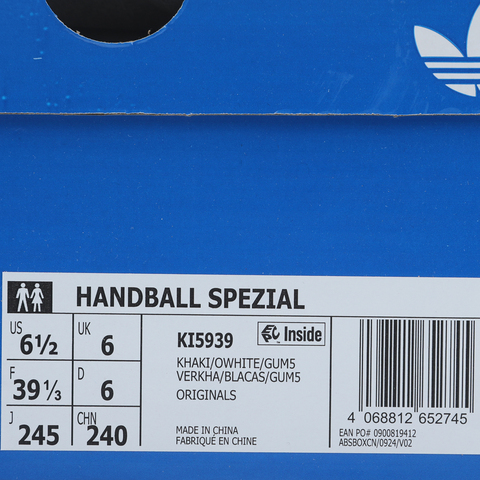 HANDBALL SPEZIAL
US 6½ UK 6
F 39⅓ D 6
J 245 CHN 240
KI5939 Inside
KHAKI/OWHITE/GUM5
VERKHA/BLACAS/GUM5
ORIGINALS
MADE IN CHINA
FABRIQUÉ EN CHINE
4 068812 652745
EAN PO# 0900819412
ABSBOXCN/0924/V02